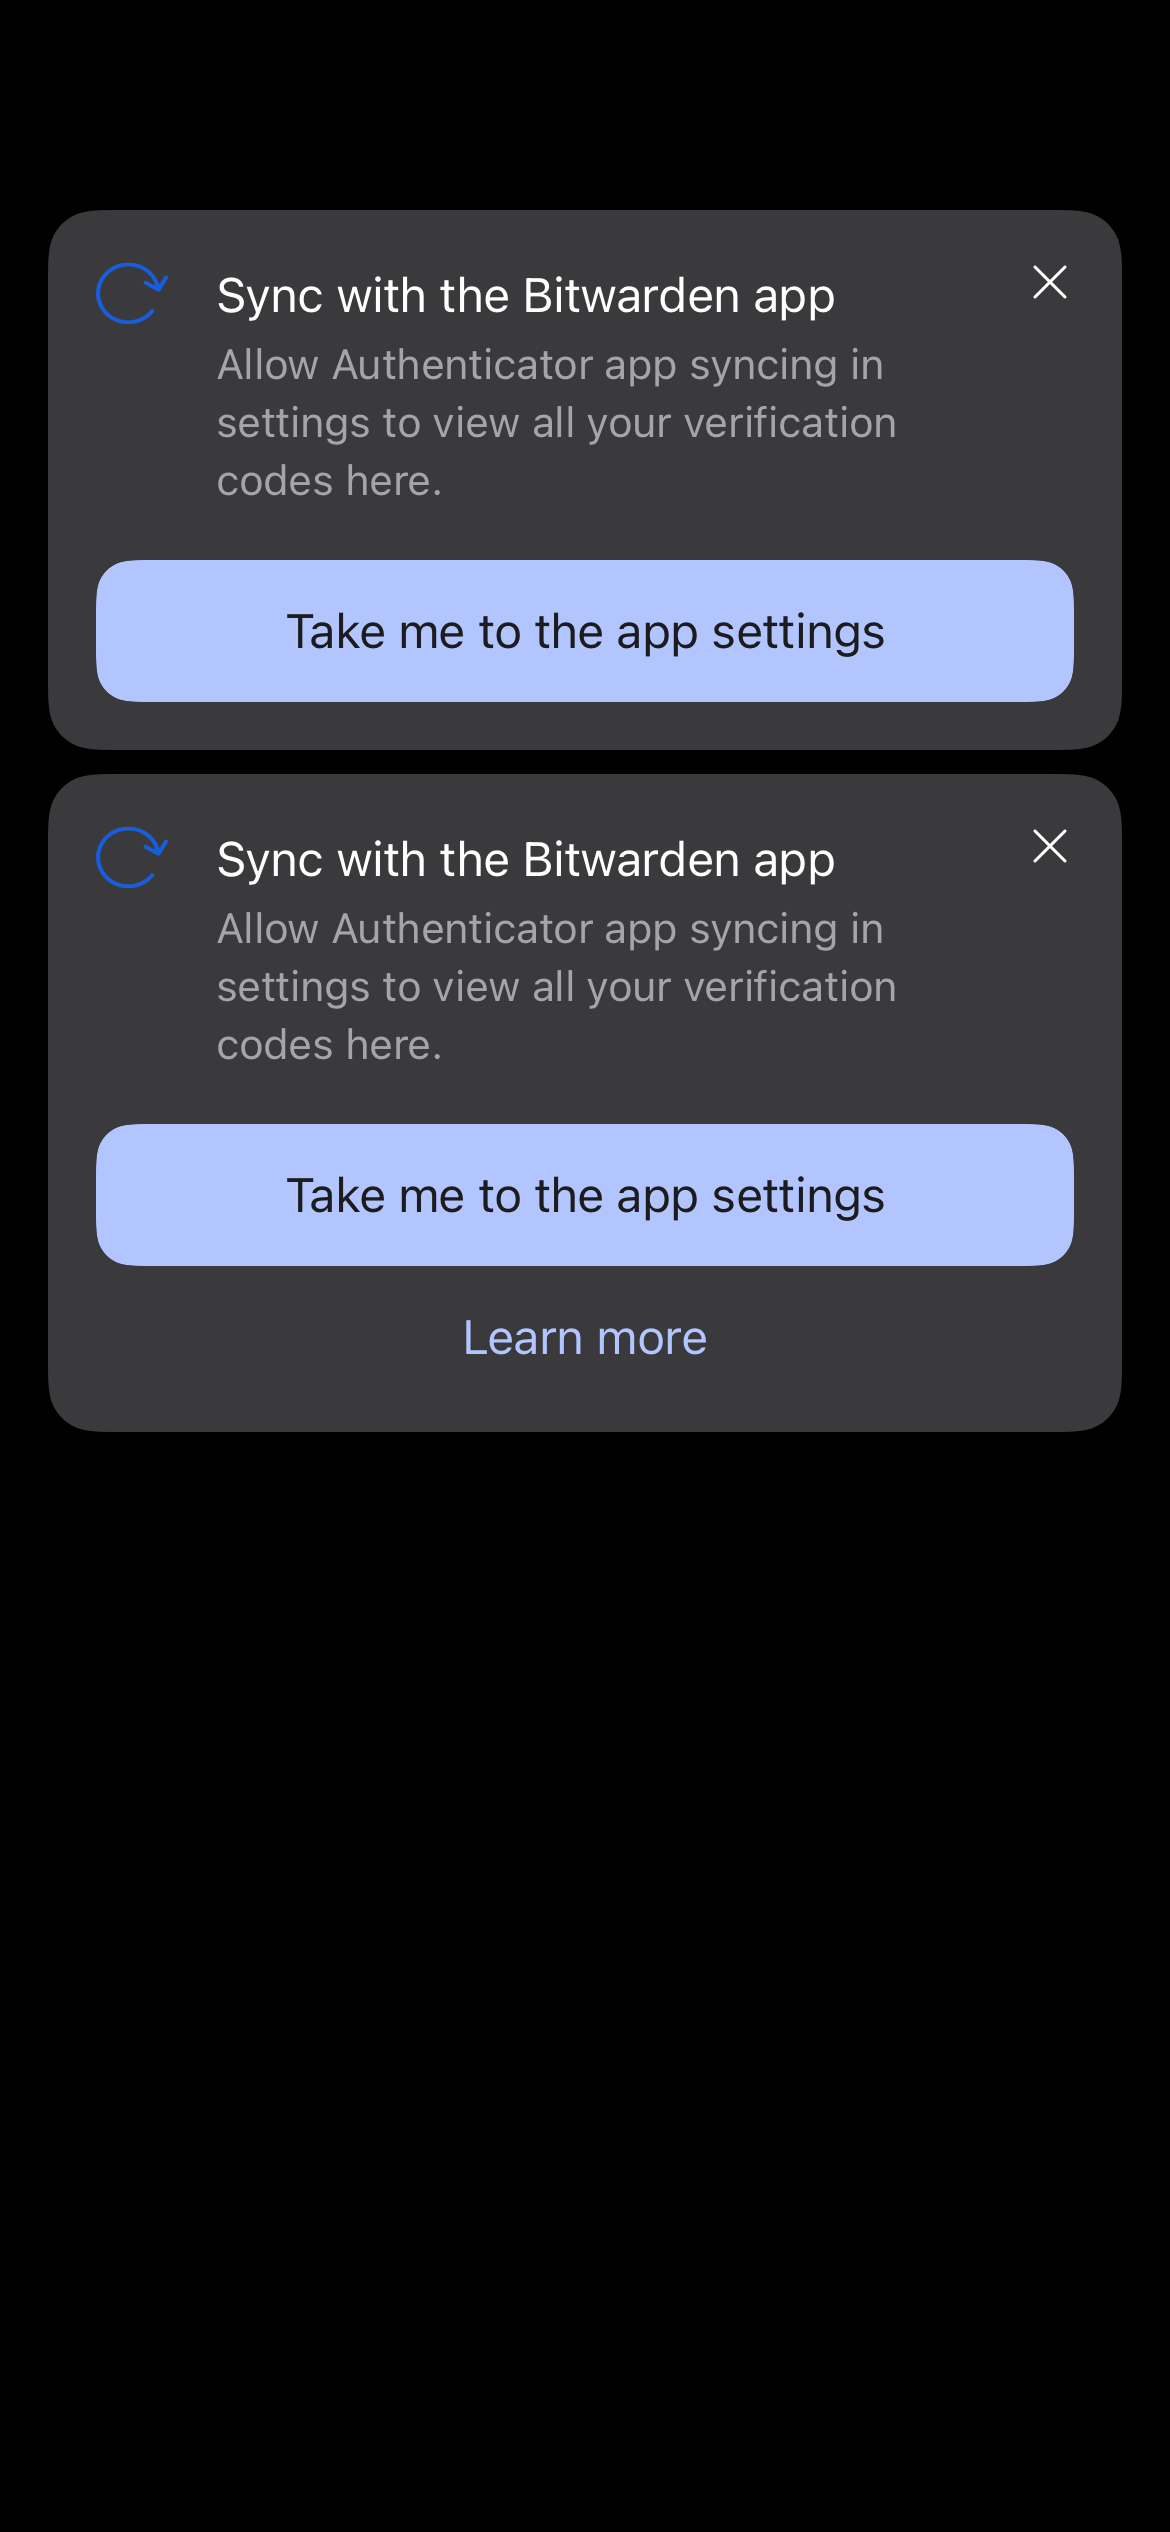 Sync with the Bitwarden app
Allow Authenticator app syncing in
settings to view all your verification
codes here.
Take me to the app settings
Sync with the Bitwarden app
Allow Authenticator app syncing in
settings to view all your verification
codes here.
Take me to the app settings
Learn more